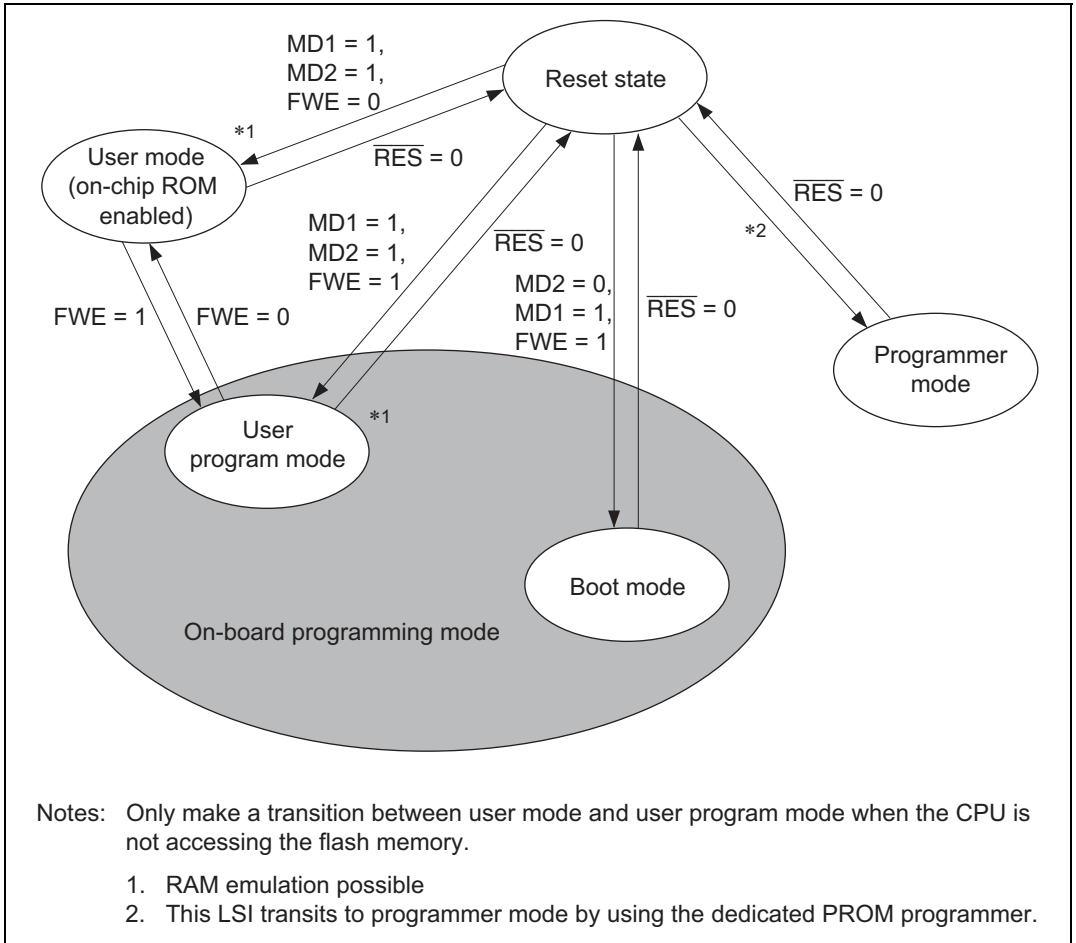 MD1 = 1,
MD2 = 1,
FWE = 0
Reset state
*1
User mode
(on-chip ROM
enabled)
RES = 0
MD1 = 1,
MD2 = 1,
FWE = 1
RES = 0
*2
RES = 0
MD2 = 0,
MD1 = 1,
FWE = 1
RES = 0
FWE = 1
FWE = 0
Programmer
mode
User
program mode
*1
Boot mode
On-board programming mode
Notes: Only make a transition between user mode and user program mode when the CPU is
not accessing the flash memory.
1. RAM emulation possible
2. This LSI transits to programmer mode by using the dedicated PROM programmer.